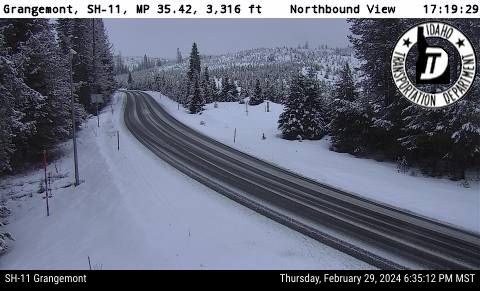 Grangemont, SH-11, MP 35.42, 3,316 ft Northbound View 17:19:29
IDAHO
TRANSPORTATION DEPARTMENT
SH-11 Grangemont Thursday, February 29, 2024 6:35:12 PM MST